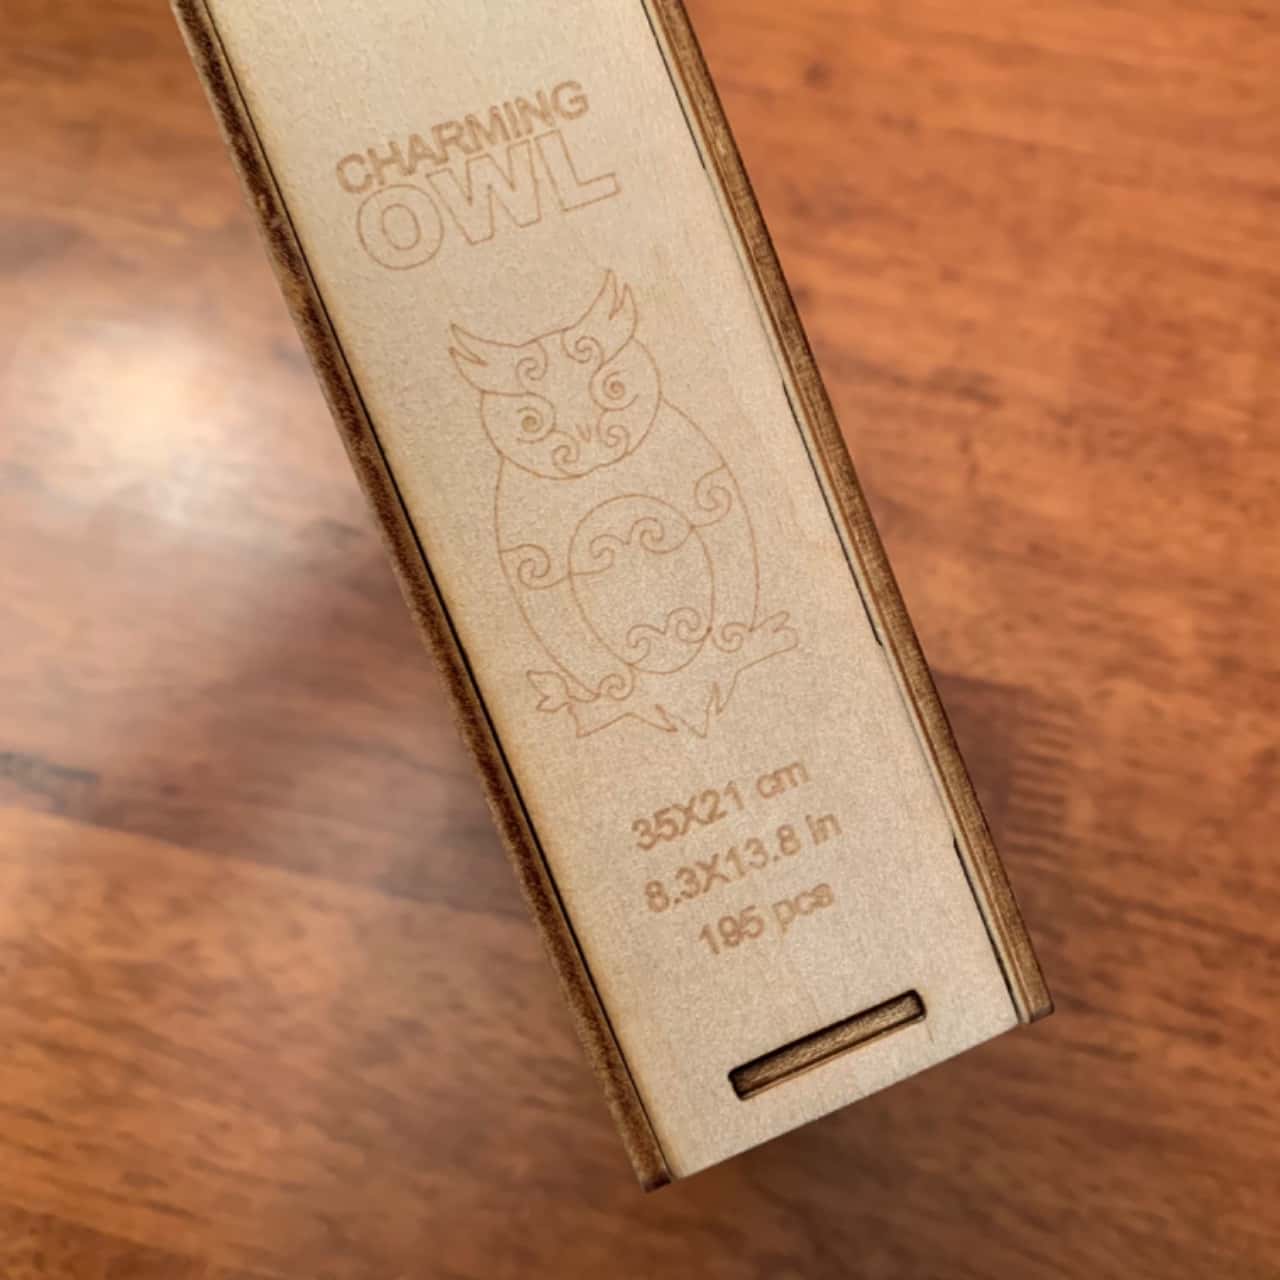 CHARMING
OWL
35X21 cm
8.3X13.8 in
195 pcs